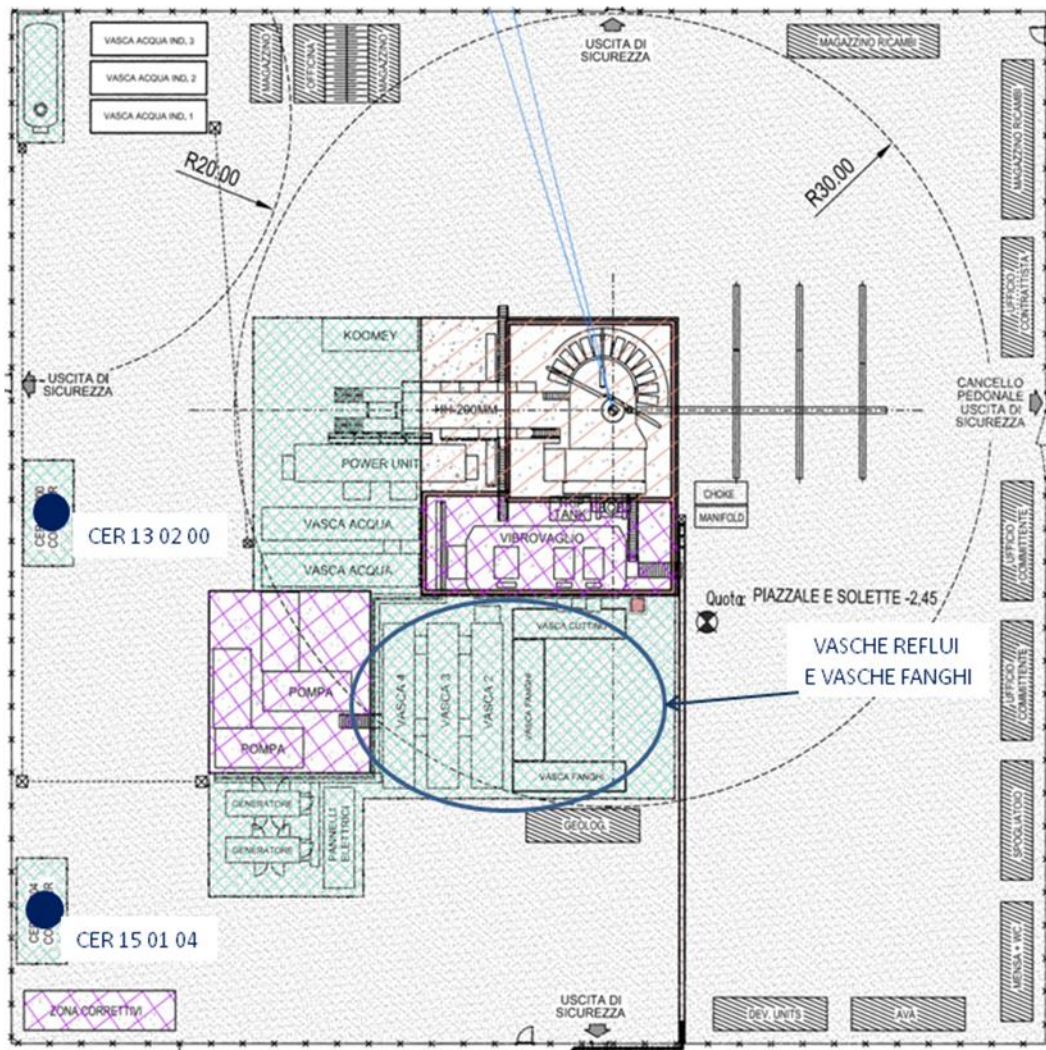 VASCA ACQUA IND, 3
VASCA ACQUA IND, 2
VASCA ACQUA IND, 1
MAGAZZINO
OFFICINA
MAGAZZINO
USCITA DI
SICUREZZA
MAGAZZINO RICAMBI
MAGAZZINO RICAMBI
R20.00
R30.00
UFFICIO
CONTRATTISTA
KOOMEY
USCITA DI
SICUREZZA
HH-200MM
CANCELLO
PEDONALE
USCITA DI
SICUREZZA
POWER UNIT
CHOKE
MANIFOLD
VASCA ACQUA
TANK
VIBROVAGLIO
VASCA ACQUA
CER 13 02 00
UFFICIO
COMMITTENTE
Quota: PIAZZALE E SOLETTE -2,45
VASCA CUTTING
VASCHE REFLUI
E VASCHE FANGHI
UFFICIO
COMMITTENTE
VASCA 4
VASCA 3
VASCA 2
VASCA FANGHI
VASCA FANGHI
POMPA
POMPA
GENERATORE
GENERATORE
PANNIELLI
ELETTRICI
GEOLOG.
SPOGLIATOIO
CER 15 01 04
MENSA + WC
ZONA CORRETTIVI
USCITA DI
SICUREZZA
DEV. UNITS
AVA